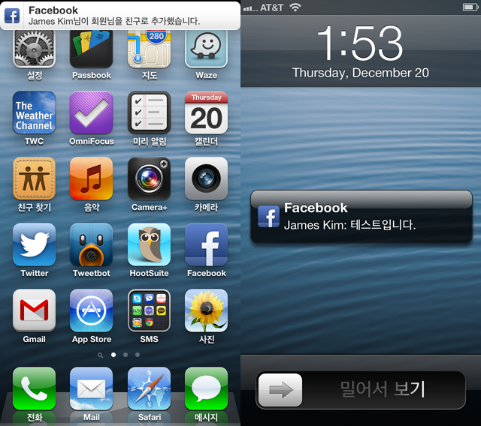 Facebook
James Kim님이 회원님을 친구로 추가했습니다.
280
설정
Passbook
지도
Waze
The
Weather
Channel
Thursday
20
TWC
OmniFocus
미리 알림
캘린더
친구 찾기
음악
Camera+
카메라
Twitter
Tweetbot
HootSuite
Facebook
Gmail
App Store
SMS
사진
전화
Mail
Safari
메시지
AT&T
1:53
Thursday, December 20
Facebook
James Kim: 테스트입니다.
밀어서 보기